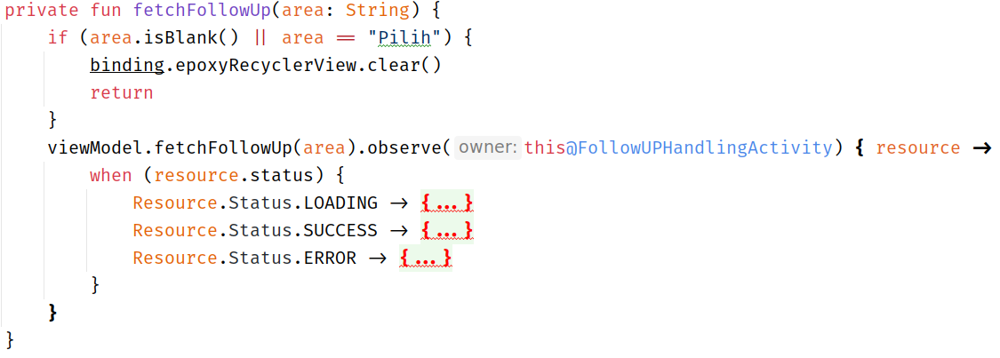 private fun fetchFollowUp(area: String) {
    if (area.isBlank() || area == "Pilih") {
        binding.epoxyRecyclerView.clear()
        return
    }
    viewModel.fetchFollowUp(area).observe( owner: this@FollowUPHandlingActivity) { resource →
        when (resource.status) {
            Resource.Status.LOADING → {...}
            Resource.Status.SUCCESS → {...}
            Resource.Status.ERROR → {...}
        }
    }
}